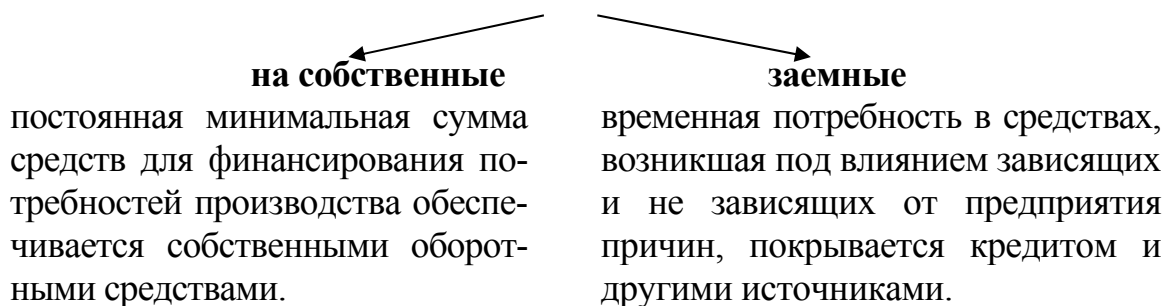 на собственные
постоянная минимальная сумма
средств для финансирования по-
требностей производства обеспе-
чивается собственными оборот-
ными средствами.
заемные
временная потребность в средствах,
возникшая под влиянием зависящих
и не зависящих от предприятия
причин, покрывается кредитом и
другими источниками.